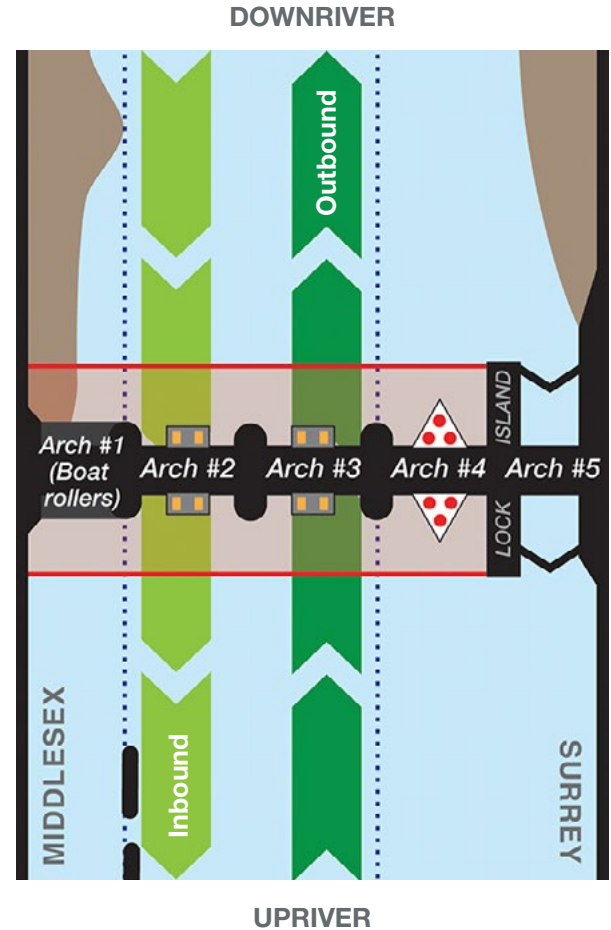 DOWNRIVER
Outbound
ISLAND
Arch #1
(Boat
rollers)
Arch #2
Arch #3
Arch #4
Arch #5
LOCK
MIDDLESEX
Inbound
SURREY
UPRIVER